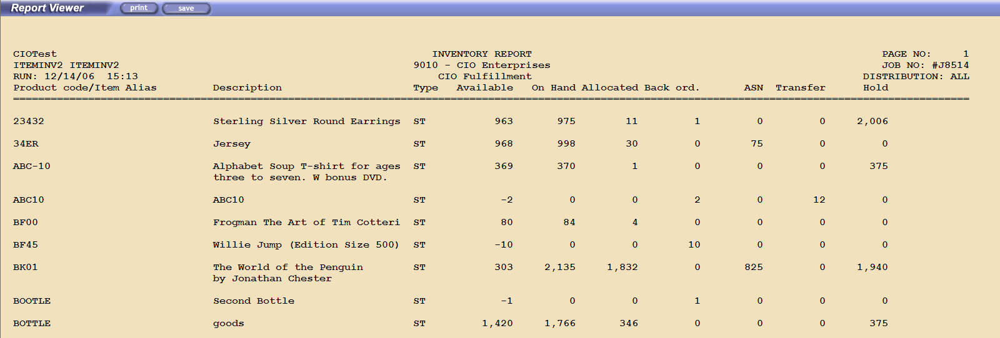 Report Viewer print save
CIOTest INVENTORY REPORT PAGE NO: 1
ITEMINV2 ITEMINV2 9010 - CIO Enterprises JOB NO: #J8514
RUN: 12/14/06 15:13 CIO Fulfillment DISTRIBUTION: ALL
Product code/Item Alias Description Type Available On Hand Allocated Back ord. ASN Transfer Hold
23432 Sterling Silver Round Earrings ST 963 975 11 1 0 0 2,006
34ER Jersey ST 968 998 30 0 75 0 0
ABC-10 Alphabet Soup T-shirt for ages ST 369 370 1 0 0 0 375
three to seven. W bonus DVD.
ABC10 ABC10 ST -2 0 0 2 0 12 0
BF00 Frogman The Art of Tim Cotteri ST 80 84 4 0 0 0 0
BF45 Willie Jump (Edition Size 500) ST -10 0 0 10 0 0 0
BK01 The World of the Penguin ST 303 2,135 1,832 0 825 0 1,940
by Jonathan Chester
BOOTLE Second Bottle ST -1 0 0 1 0 0 0
BOTTLE goods ST 1,420 1,766 346 0 0 0 375